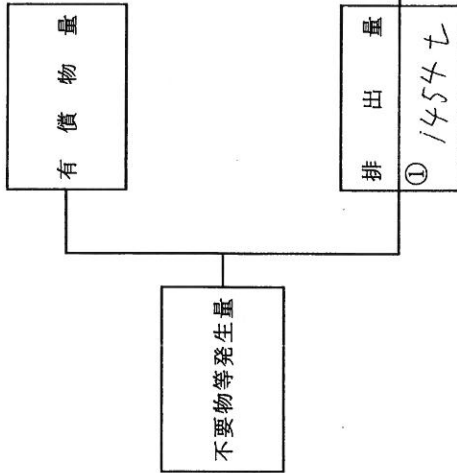 有償物量
不要物等発生量
排出量
① 1454 t